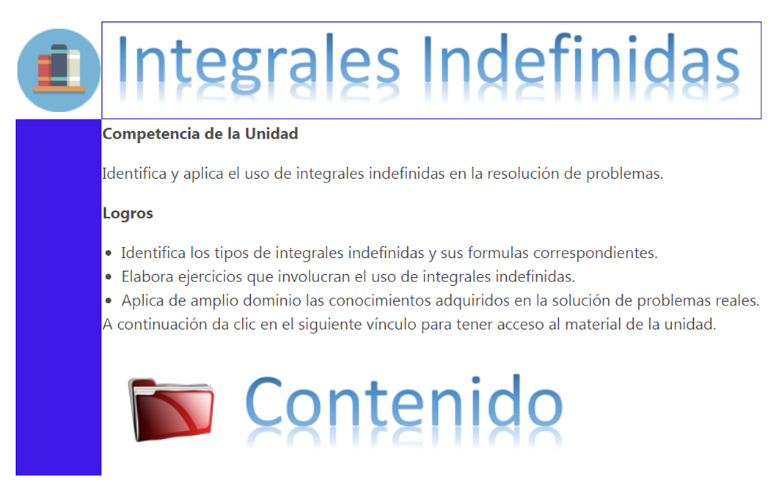 Integrales Indefinidas
Competencia de la Unidad
Identifica y aplica el uso de integrales indefinidas en la resolución de problemas.
Logros
• Identifica los tipos de integrales indefinidas y sus formulas correspondientes.
• Elabora ejercicios que involucran el uso de integrales indefinidas.
• Aplica de amplio dominio las conocimientos adquiridos en la solución de problemas reales.
A continuación da clic en el siguiente vínculo para tener acceso al material de la unidad.
Contenido